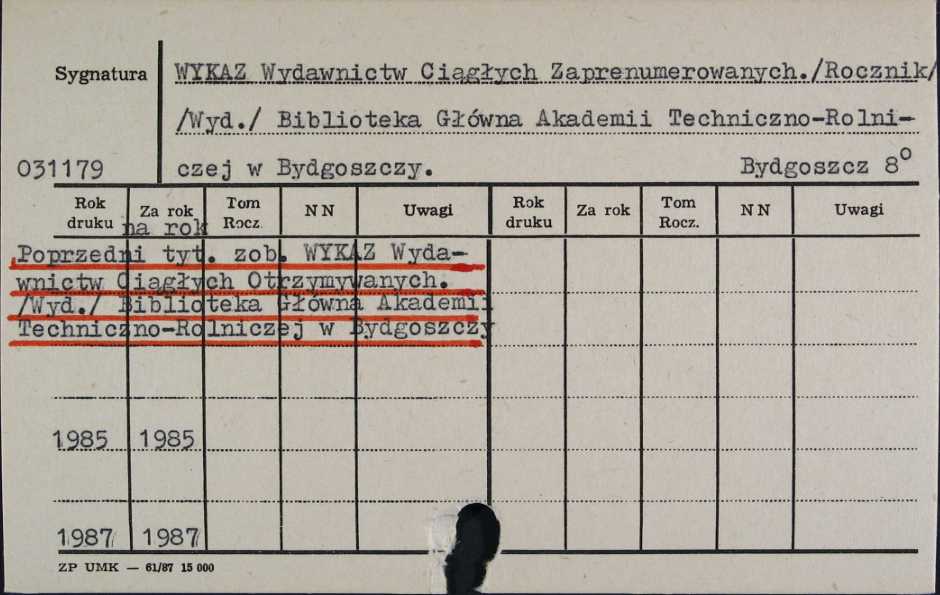 Sygnatura WYKAZ Wydawnictw Ciągłych Zaprenumerowanych./Rocznik/
/Wyd./ Biblioteka Główna Akademii Techniczno-Rolni-
031179 czej w Bydgoszczy. Bydgoszcz 8°
Rok druku Za rok Tom Rocz. NN Uwagi Rok druku Za rok Tom Rocz. NN Uwagi
na rok
Poprzedni tyt. zob. WYKAZ Wyda-
wnictw Ciągłych Otrzymywanych.
/Wyd./ Biblioteka Główna Akademii
Techniczno-Rolniczej w Bydgoszczy
1985 1985
1987 1987
ZP UMK — 61/87 15 000